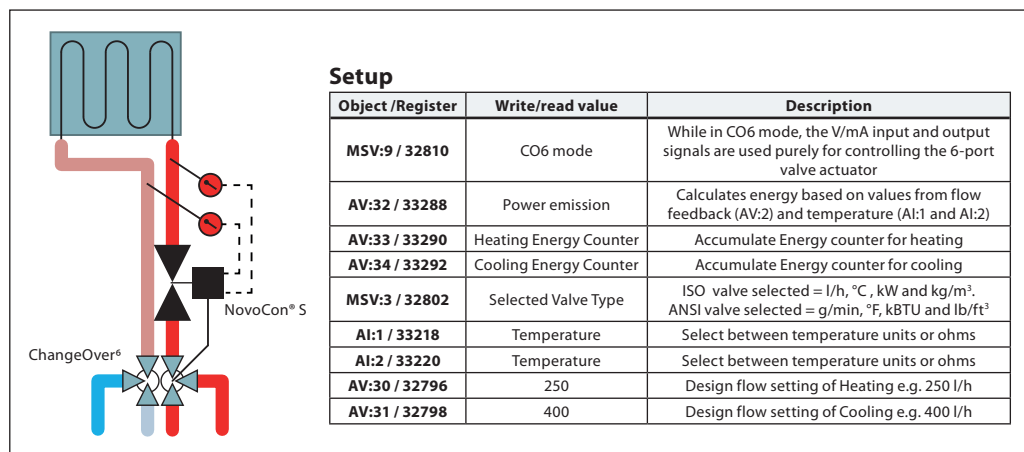 Setup
Object /Register Write/read value Description
MSV:9 / 32810 CO6 mode While in CO6 mode, the V/mA input and output
signals are used purely for controlling the 6-port
valve actuator
AV:32 / 33288 Power emission Calculates energy based on values from flow
feedback (AV:2) and temperature (AI:1 and AI:2)
AV:33 / 33290 Heating Energy Counter Accumulate Energy counter for heating
AV:34 / 33292 Cooling Energy Counter Accumulate Energy counter for cooling
MSV:3 / 32802 Selected Valve Type ISO valve selected = l/h, °C , kW and kg/m³.
ANSI valve selected = g/min, °F, kBTU and lb/ft³
AI:1 / 33218 Temperature Select between temperature units or ohms
AI:2 / 33220 Temperature Select between temperature units or ohms
AV:30 / 32796 250 Design flow setting of Heating e.g. 250 l/h
AV:31 / 32798 400 Design flow setting of Cooling e.g. 400 l/h
NovoCon® S
ChangeOver⁶